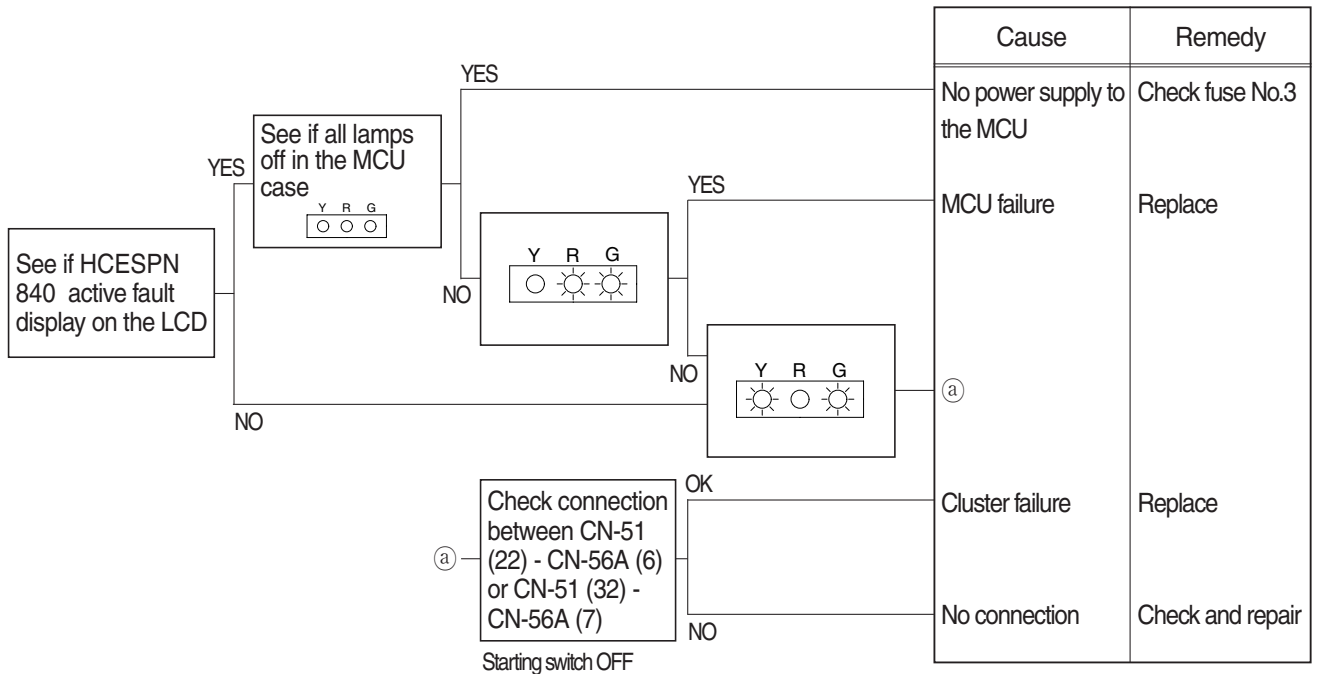 Cause
Remedy
YES
No power supply to
the MCU
Check fuse No.3
See if all lamps
off in the MCU
case
Y R G
YES
YES
MCU failure
Replace
See if HCESPN
840 active fault
display on the LCD
Y R G
NO
NO
Y R G
ⓐ
NO
Check connection
between CN-51
(22) - CN-56A (6)
or CN-51 (32) -
CN-56A (7)
ⓐ
OK
Cluster failure
Replace
NO
No connection
Check and repair
Starting switch OFF